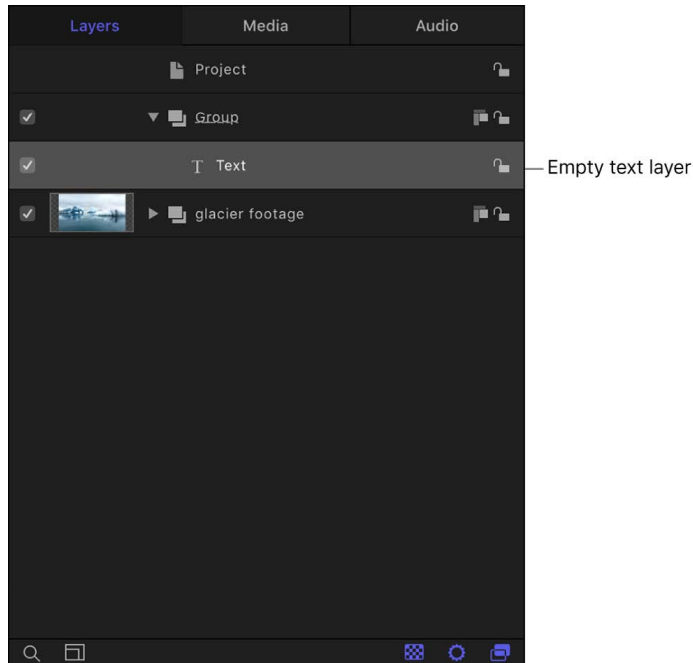 Layers Media Audio
Project
Group
T Text
Empty text layer
glacier footage